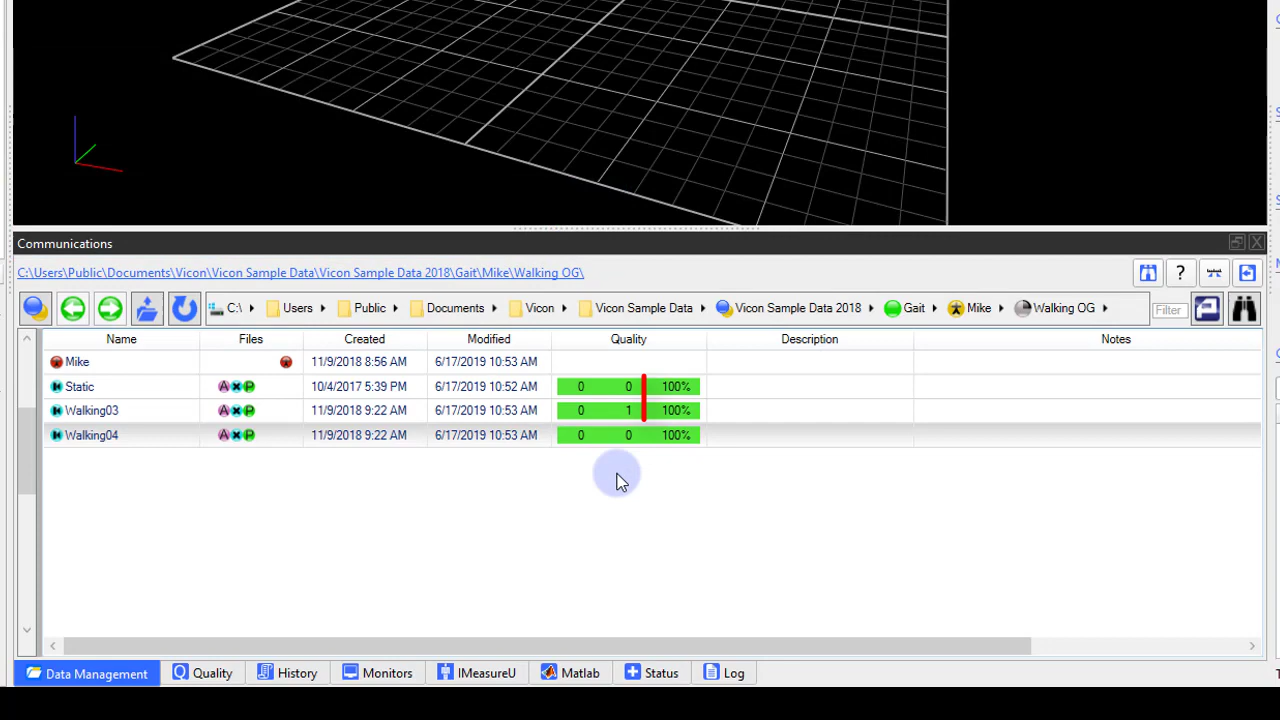 Communications
C:\Users\Public\Documents\Vicon\Vicon Sample Data\Vicon Sample Data 2018\Gait\Mike\Walking OG\
?
C:\ Users Public Documents Vicon Vicon Sample Data Vicon Sample Data 2018 Gait Mike Walking OG Filter
Name Files Created Modified Quality Description Notes
Mike 11/9/2018 8:56 AM 6/17/2019 10:53 AM
Static A X P 10/4/2017 5:39 PM 6/17/2019 10:52 AM 0 0 100%
Walking03 A X P 11/9/2018 9:22 AM 6/17/2019 10:53 AM 0 1 100%
Walking04 A X P 11/9/2018 9:22 AM 6/17/2019 10:53 AM 0 0 100%
Data Management Q Quality History Monitors IMeasureU Matlab Status Log